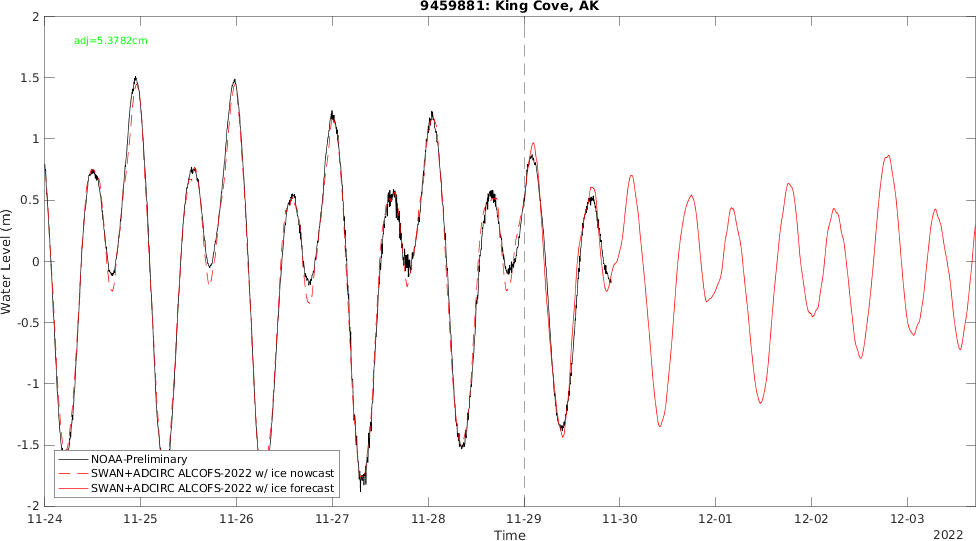 9459881: King Cove, AK
adj=5.3782cm
Water Level (m)
2
1.5
1
0.5
0
-0.5
-1
-1.5
-2
NOAA-Preliminary
SWAN+ADCIRC ALCOFS-2022 w/ ice nowcast
SWAN+ADCIRC ALCOFS-2022 w/ ice forecast
11-24 11-25 11-26 11-27 11-28 11-29 11-30 12-01 12-02 12-03
Time
2022